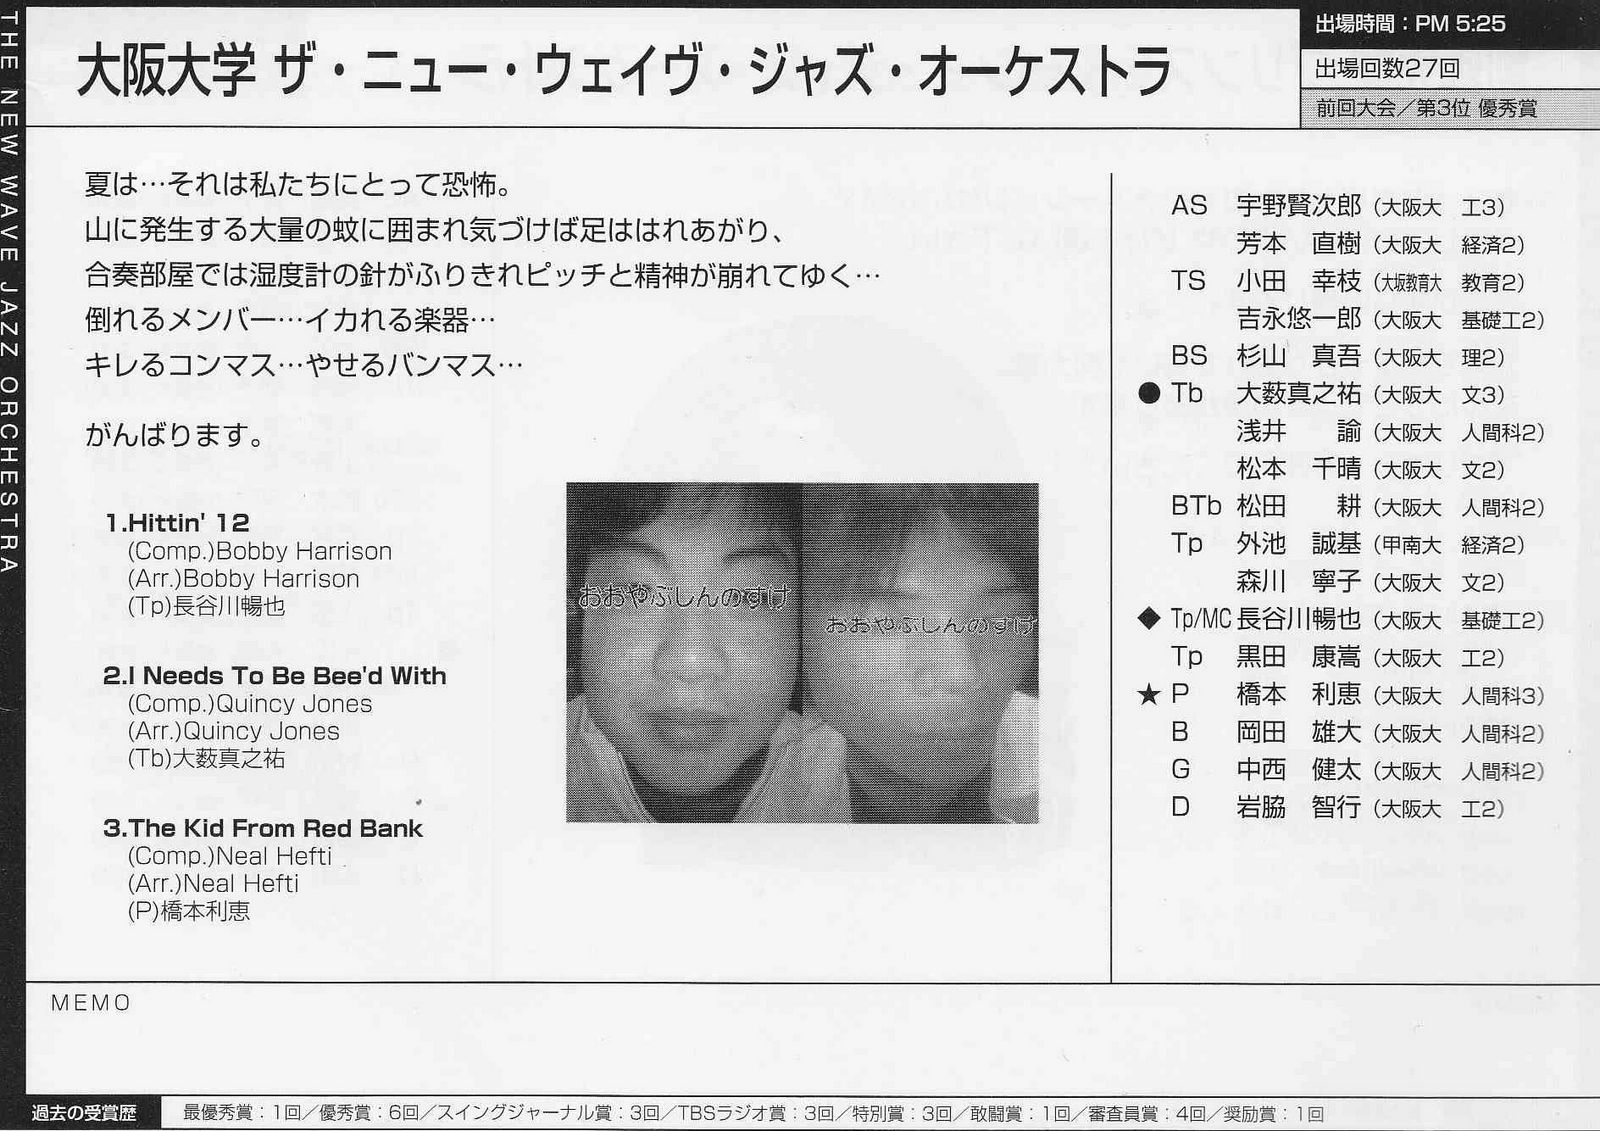 THE NEW WAVE JAZZ ORCHESTRA
大阪大学 ザ・ニュー・ウェイヴ・ジャズ・オーケストラ
出場時間：PM 5:25
出場回数27回
前回大会／第3位 優秀賞
夏は…それは私たちにとって恐怖。
山に発生する大量の蚊に囲まれ気づけば足ははれあがり、
合奏部屋では湿度計の針がふりきれピッチと精神が崩れてゆく…
倒れるメンバー…イカれる楽器…
キレるコンマス…やせるバンマス…
がんばります。
1.Hittin' 12
(Comp.)Bobby Harrison
(Arr.)Bobby Harrison
(Tp)長谷川暢也
2.I Needs To Be Bee'd With
(Comp.)Quincy Jones
(Arr.)Quincy Jones
(Tb)大薮真之祐
3.The Kid From Red Bank
(Comp.)Neal Hefti
(Arr.)Neal Hefti
(P)橋本利恵
おおやぶしんのすけ
おおやぶしんのすけ
AS 宇野賢次郎（大阪大 工3）
芳本 直樹（大阪大 経済2）
TS 小田 幸枝（大坂教育大 教育2）
吉永悠一郎（大阪大 基礎工2）
BS 杉山 真吾（大阪大 理2）
●Tb 大薮真之祐（大阪大 文3）
浅井 諭（大阪大 人間科2）
松本 千晴（大阪大 文2）
BTb 松田 耕（大阪大 人間科2）
Tp 外池 誠基（甲南大 経済2）
森川 寧子（大阪大 文2）
◆Tp/MC 長谷川暢也（大阪大 基礎工2）
Tp 黒田 康嵩（大阪大 工2）
★P 橋本 利恵（大阪大 人間科3）
B 岡田 雄大（大阪大 人間科2）
G 中西 健太（大阪大 人間科2）
D 岩脇 智行（大阪大 工2）
MEMO
過去の受賞歴 最優秀賞：1回／優秀賞：6回／スイングジャーナル賞：3回／TBSラジオ賞：3回／特別賞：3回／敢闘賞：1回／審査員賞：4回／奨励賞：1回